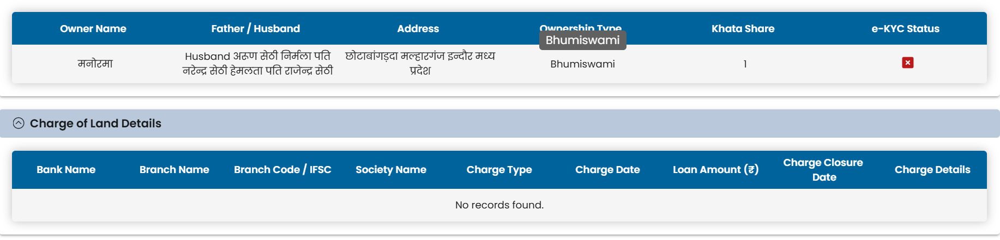 Owner Name Father / Husband Address Ownership Type Khata Share e-KYC Status
Bhumiswami
मनोरमा Husband अरूण सेठी निर्मला पति नरेन्द्र सेठी हेमलता पति राजेन्द्र सेठी छोटाबांगड़दा मल्हारगंज इन्दौर मध्य प्रदेश Bhumiswami 1
Charge of Land Details
Bank Name Branch Name Branch Code / IFSC Society Name Charge Type Charge Date Loan Amount (₹) Charge Closure Date Charge Details
No records found.